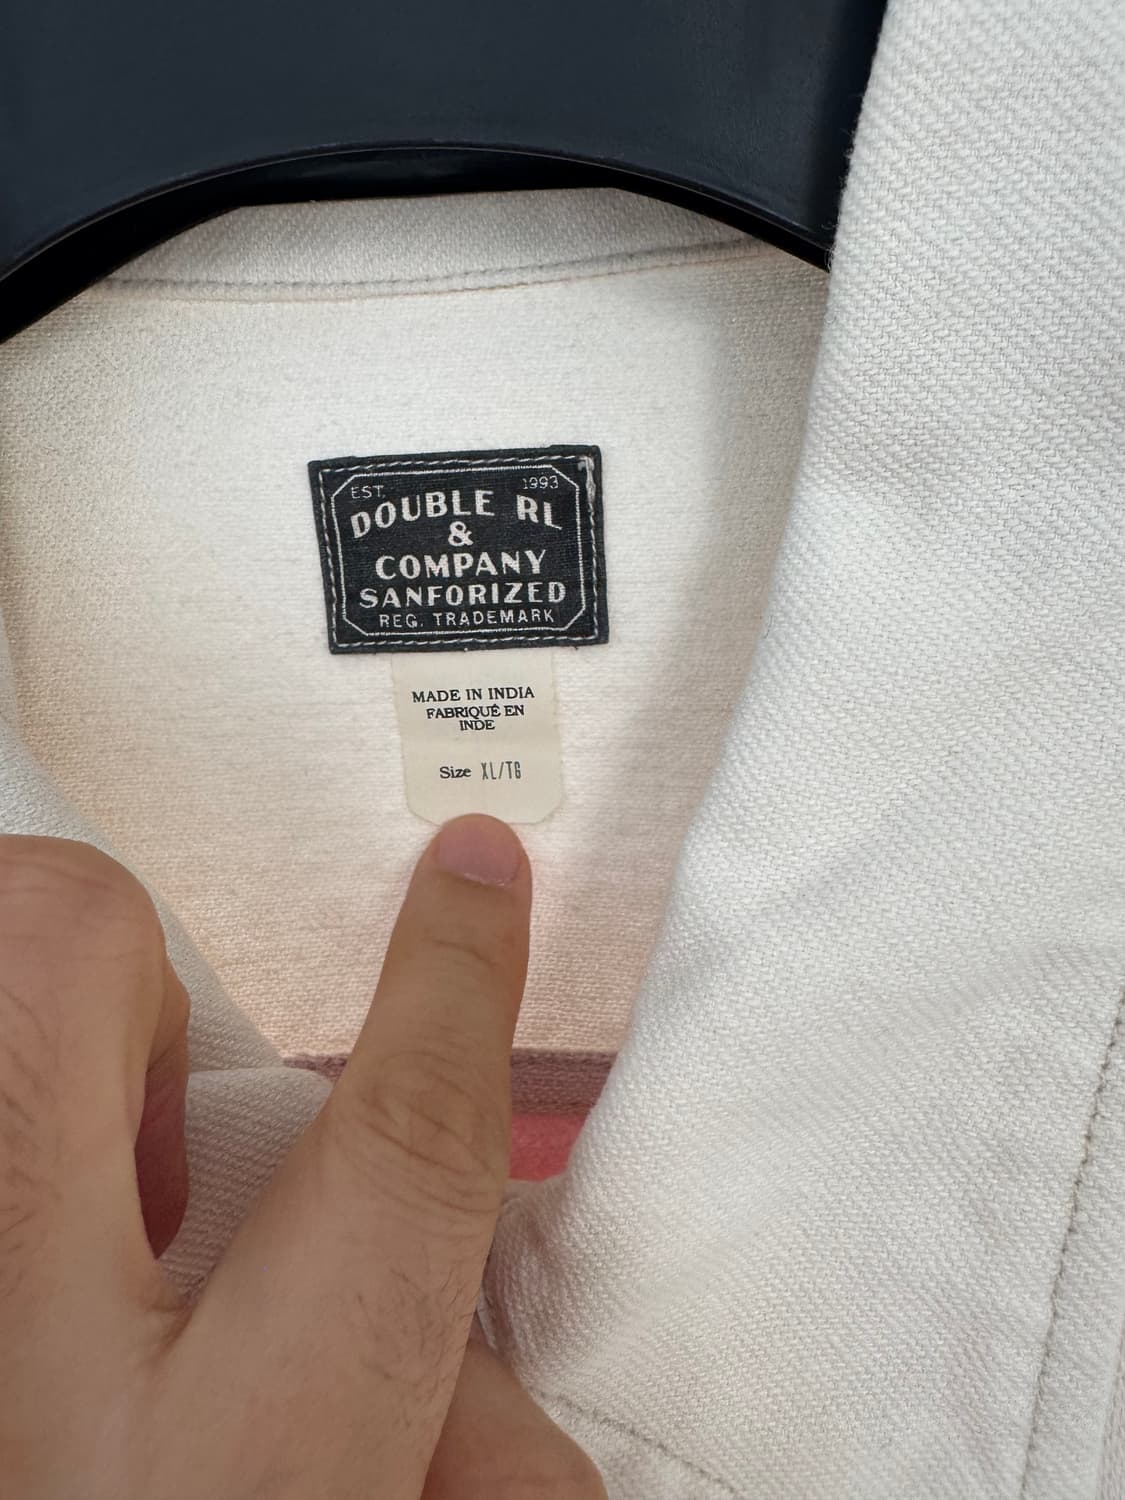 EST. 1993
DOUBLE RL
&
COMPANY
SANFORIZED
REG. TRADEMARK
MADE IN INDIA
FABRIQUÉ EN
INDE
Size XL/TG